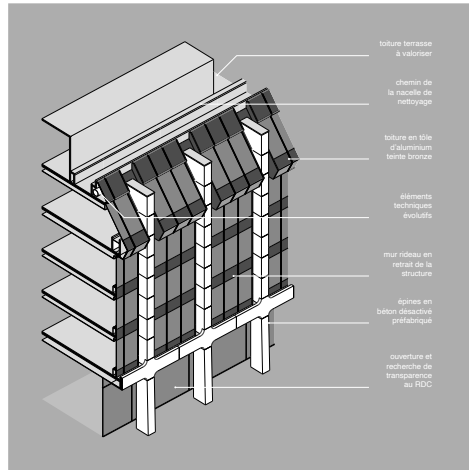 toiture terrasse
à valoriser
chemin de
la nacelle de
nettoyage
toiture en tôle
d'aluminium
teinte bronze
éléments
techniques
évolutifs
mur rideau en
retrait de la
structure
épines en
béton désactivé
préfabriqué
ouverture et
recherche de
transparence
au RDC